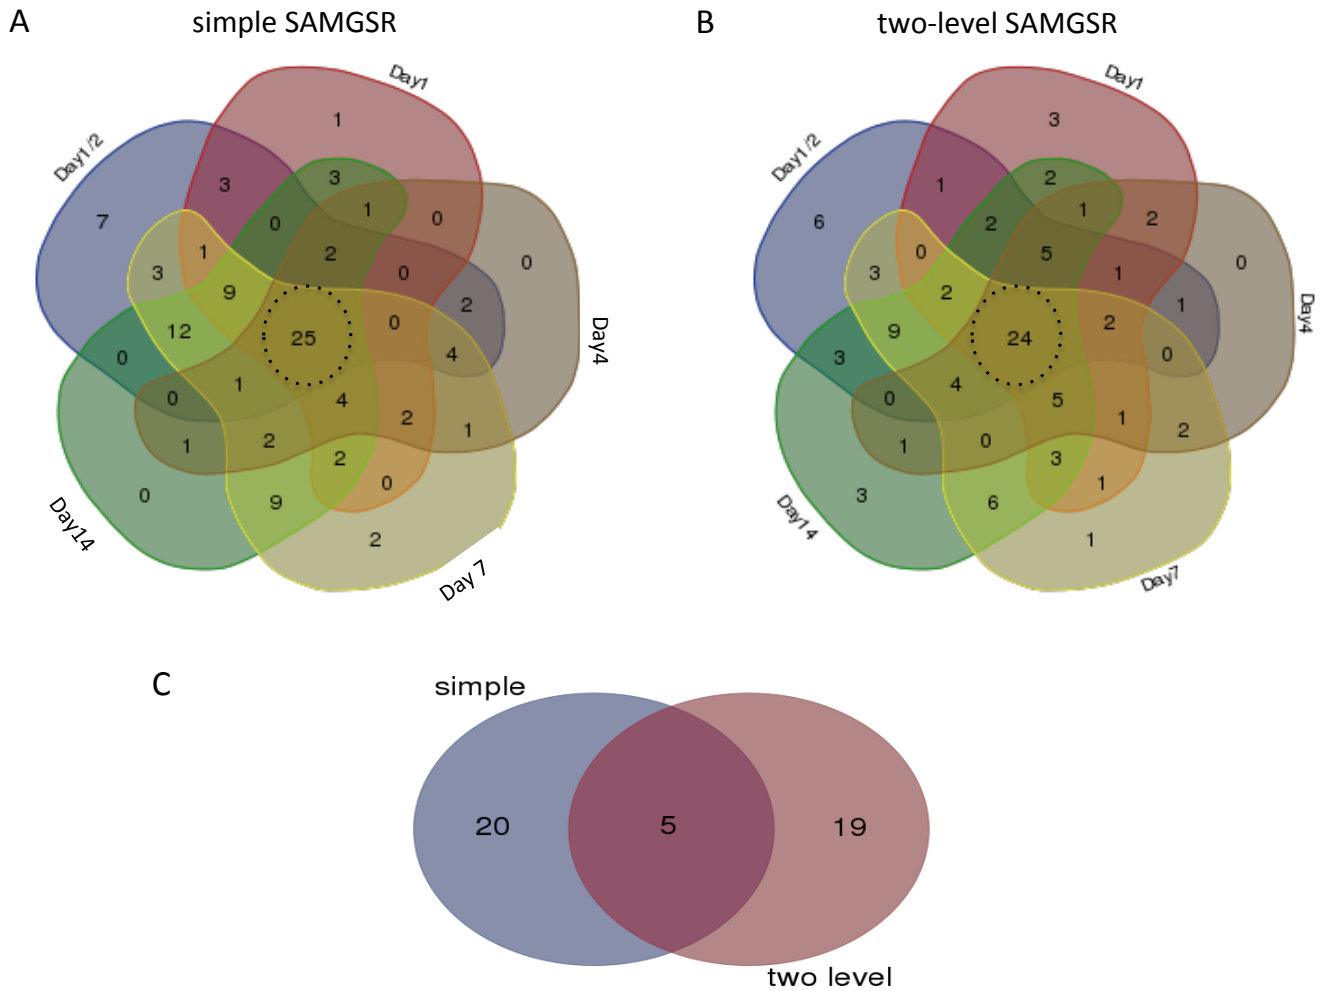 A simple SAMGSR B two-level SAMGSR
Day1 Day1
Day1/2 Day1/2
1 3
3 3 1 2
7 0 1 0 6 2 1 2
1 2 0 5
3 0 0 3 1 0
9 2 2 1
12 25 0 9 24 2
Day4 Day4
0 4 3 0
1 4
0 4 2 1 0 5 1 2
1 2 1 0
2 3
0 9 0 3 6 1
Day14 2 Day14 1
Day 7 Day7
C simple
20 5 19
two level